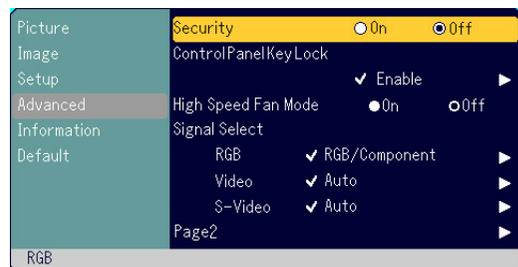 Picture
Image
Setup
Advanced
Information
Default
Security On Off
ControlPanelKeyLock
Enable
High Speed Fan Mode On Off
Signal Select
RGB RGB/Component
Video Auto
S-Video Auto
Page2
RGB